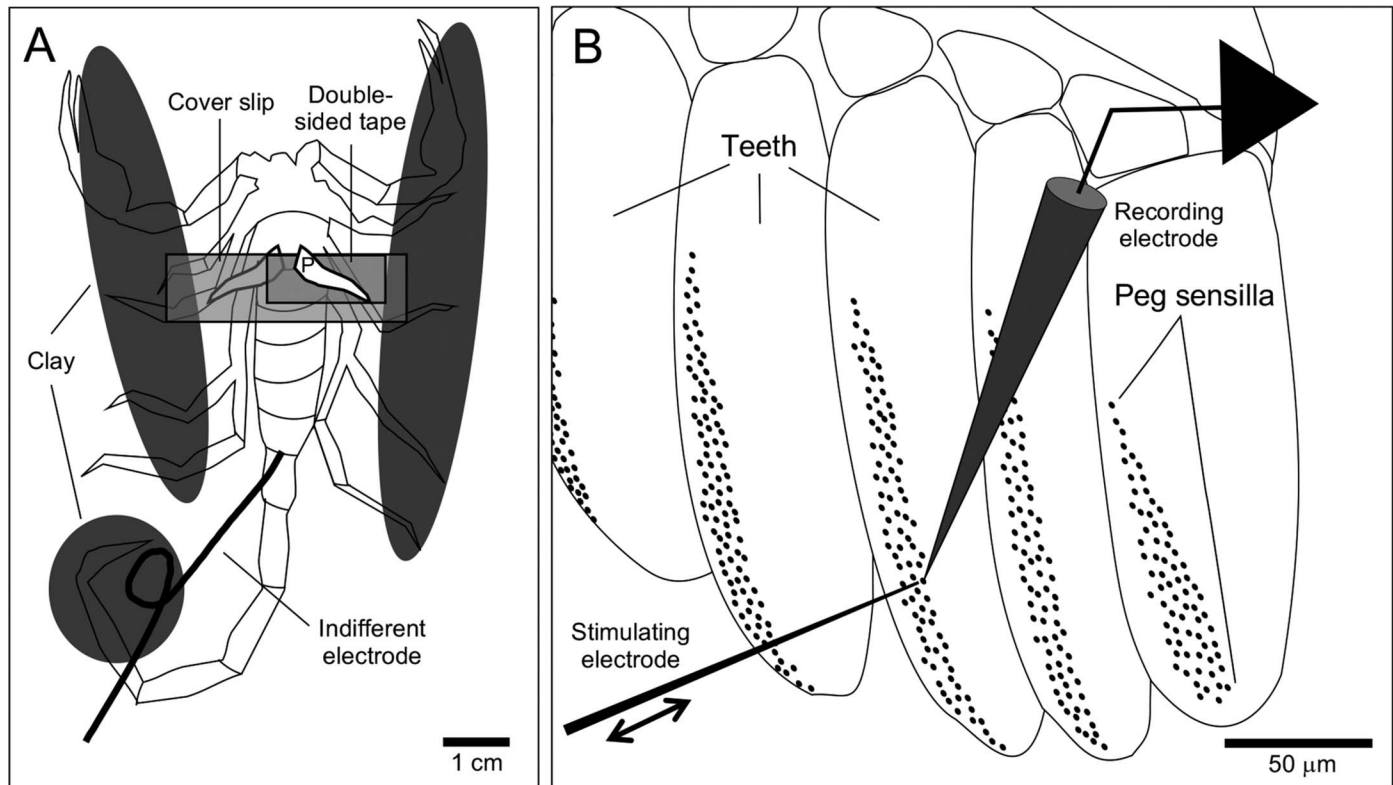 A
Cover slip
Double-
sided tape
P
Clay
Indifferent
electrode
1 cm
B
Teeth
Recording
electrode
Peg sensilla
Stimulating
electrode
50 μm